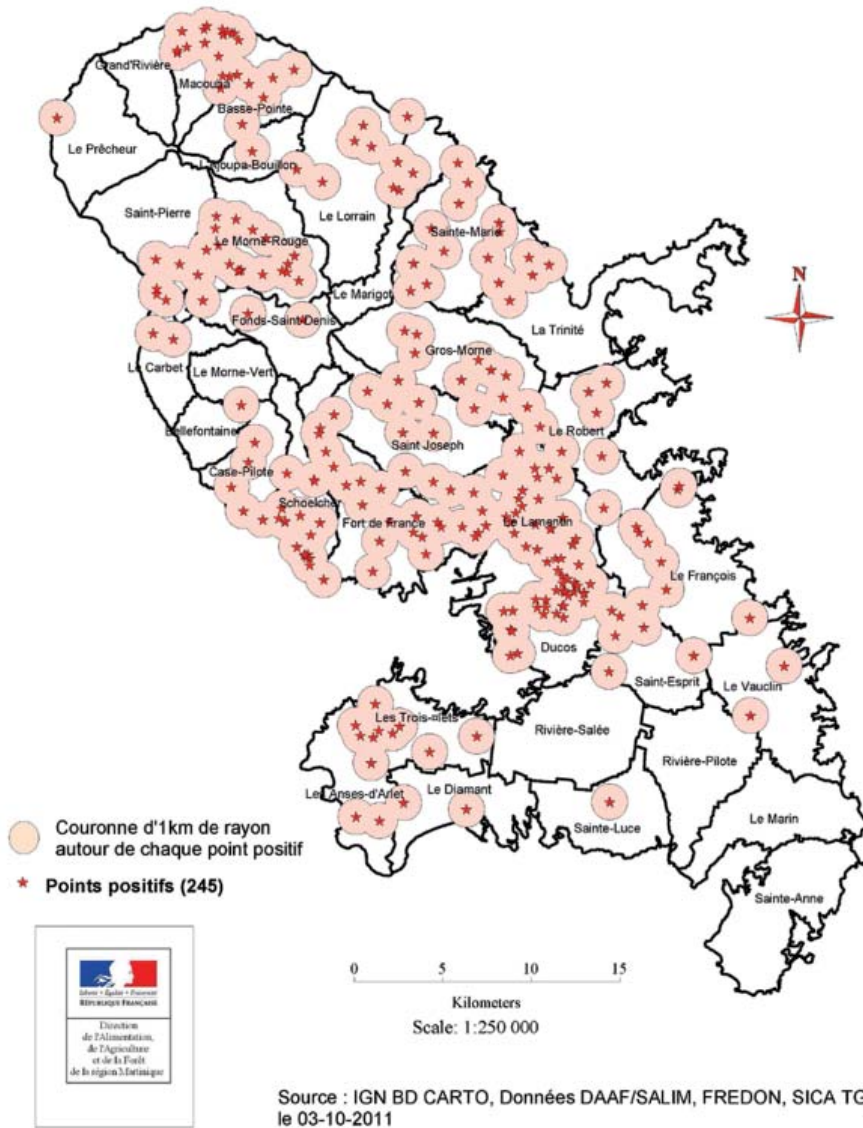 Grand'Rivière
Macouba
Basse-Pointe
Le Prêcheur
L'Ajoupa-Bouillon
Saint-Pierre
Le Lorrain
Le Morne-Rouge
Sainte-Marie
N
Le Marigot
Fonds-Saint-Denis
La Trinité
Gros-Morne
Le Carbet
Le Morne-Vert
Bellefontaine
Saint Joseph
Le Robert
Case-Pilote
Schoelcher
Fort de France
Le Lamentin
Le François
Ducos
Saint-Esprit
Le Vauclin
Les Trois-¤lets
Rivière-Salée
Rivière-Pilote
Les Anses-d'Arlet
Le Diamant
Sainte-Luce
Le Marin
Sainte-Anne
Couronne d'1km de rayon
autour de chaque point positif
Points positifs (245)
Liberté • Égalité • Fraternité
RÉPUBLIQUE FRANÇAISE
Direction
de l'Alimentation,
de l'Agriculture
et de la Forêt
de la région Martinique
0 5 10 15
Kilometers
Scale: 1:250 000
Source : IGN BD CARTO, Données DAAF/SALIM, FREDON, SICA TG
le 03-10-2011